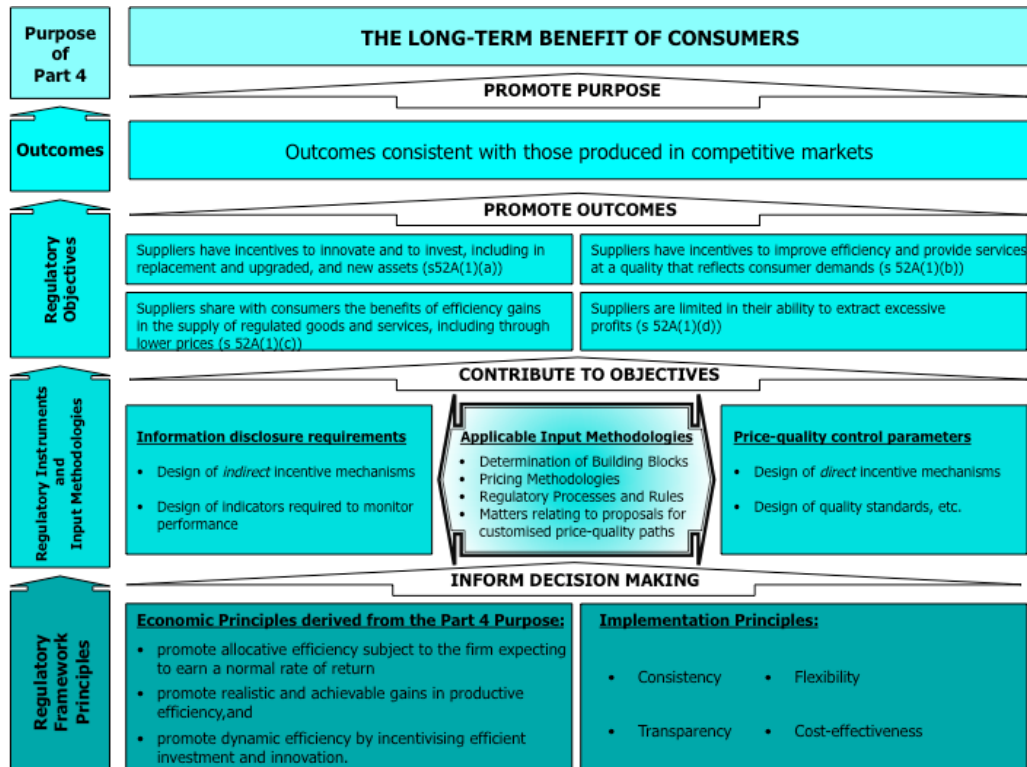 Purpose
of
Part 4
THE LONG-TERM BENEFIT OF CONSUMERS
PROMOTE PURPOSE
Outcomes
Outcomes consistent with those produced in competitive markets
PROMOTE OUTCOMES
Regulatory
Objectives
Suppliers have incentives to innovate and to invest, including in
replacement and upgraded, and new assets (s52A(1)(a))
Suppliers have incentives to improve efficiency and provide services
at a quality that reflects consumer demands (s 52A(1)(b))
Suppliers share with consumers the benefits of efficiency gains
in the supply of regulated goods and services, including through
lower prices (s 52A(1)(c))
Suppliers are limited in their ability to extract excessive
profits (s 52A(1)(d))
CONTRIBUTE TO OBJECTIVES
Regulatory Instruments
and
Input Methodologies
Information disclosure requirements
• Design of indirect incentive mechanisms
• Design of indicators required to monitor
performance
Applicable Input Methodologies
• Determination of Building Blocks
• Pricing Methodologies
• Regulatory Processes and Rules
• Matters relating to proposals for
customised price-quality paths
Price-quality control parameters
• Design of direct incentive mechanisms
• Design of quality standards, etc.
INFORM DECISION MAKING
Regulatory
Framework
Principles
Economic Principles derived from the Part 4 Purpose:
• promote allocative efficiency subject to the firm expecting
to earn a normal rate of return
• promote realistic and achievable gains in productive
efficiency,and
• promote dynamic efficiency by incentivising efficient
investment and innovation.
Implementation Principles:
• Consistency • Flexibility
• Transparency • Cost-effectiveness